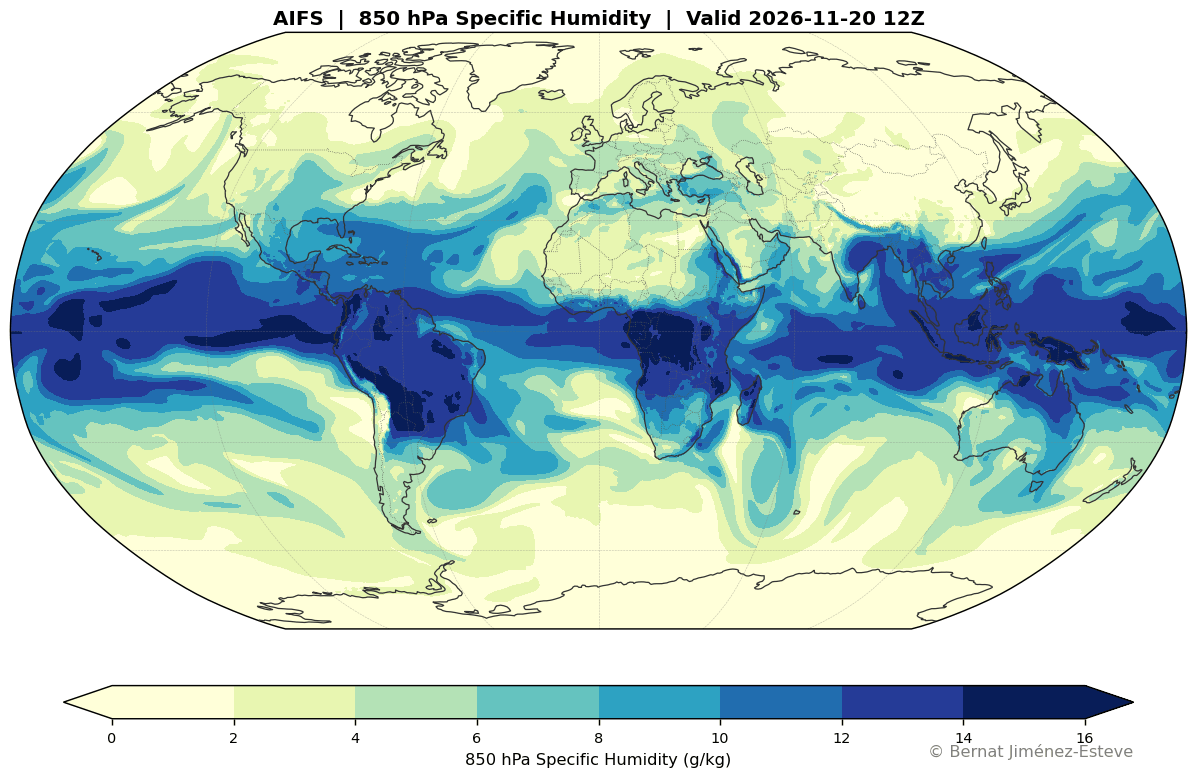 AIFS | 850 hPa Specific Humidity | Valid 2026-11-20 12Z
0 2 4 6 8 10 12 14 16
850 hPa Specific Humidity (g/kg)
© Bernat Jiménez-Esteve